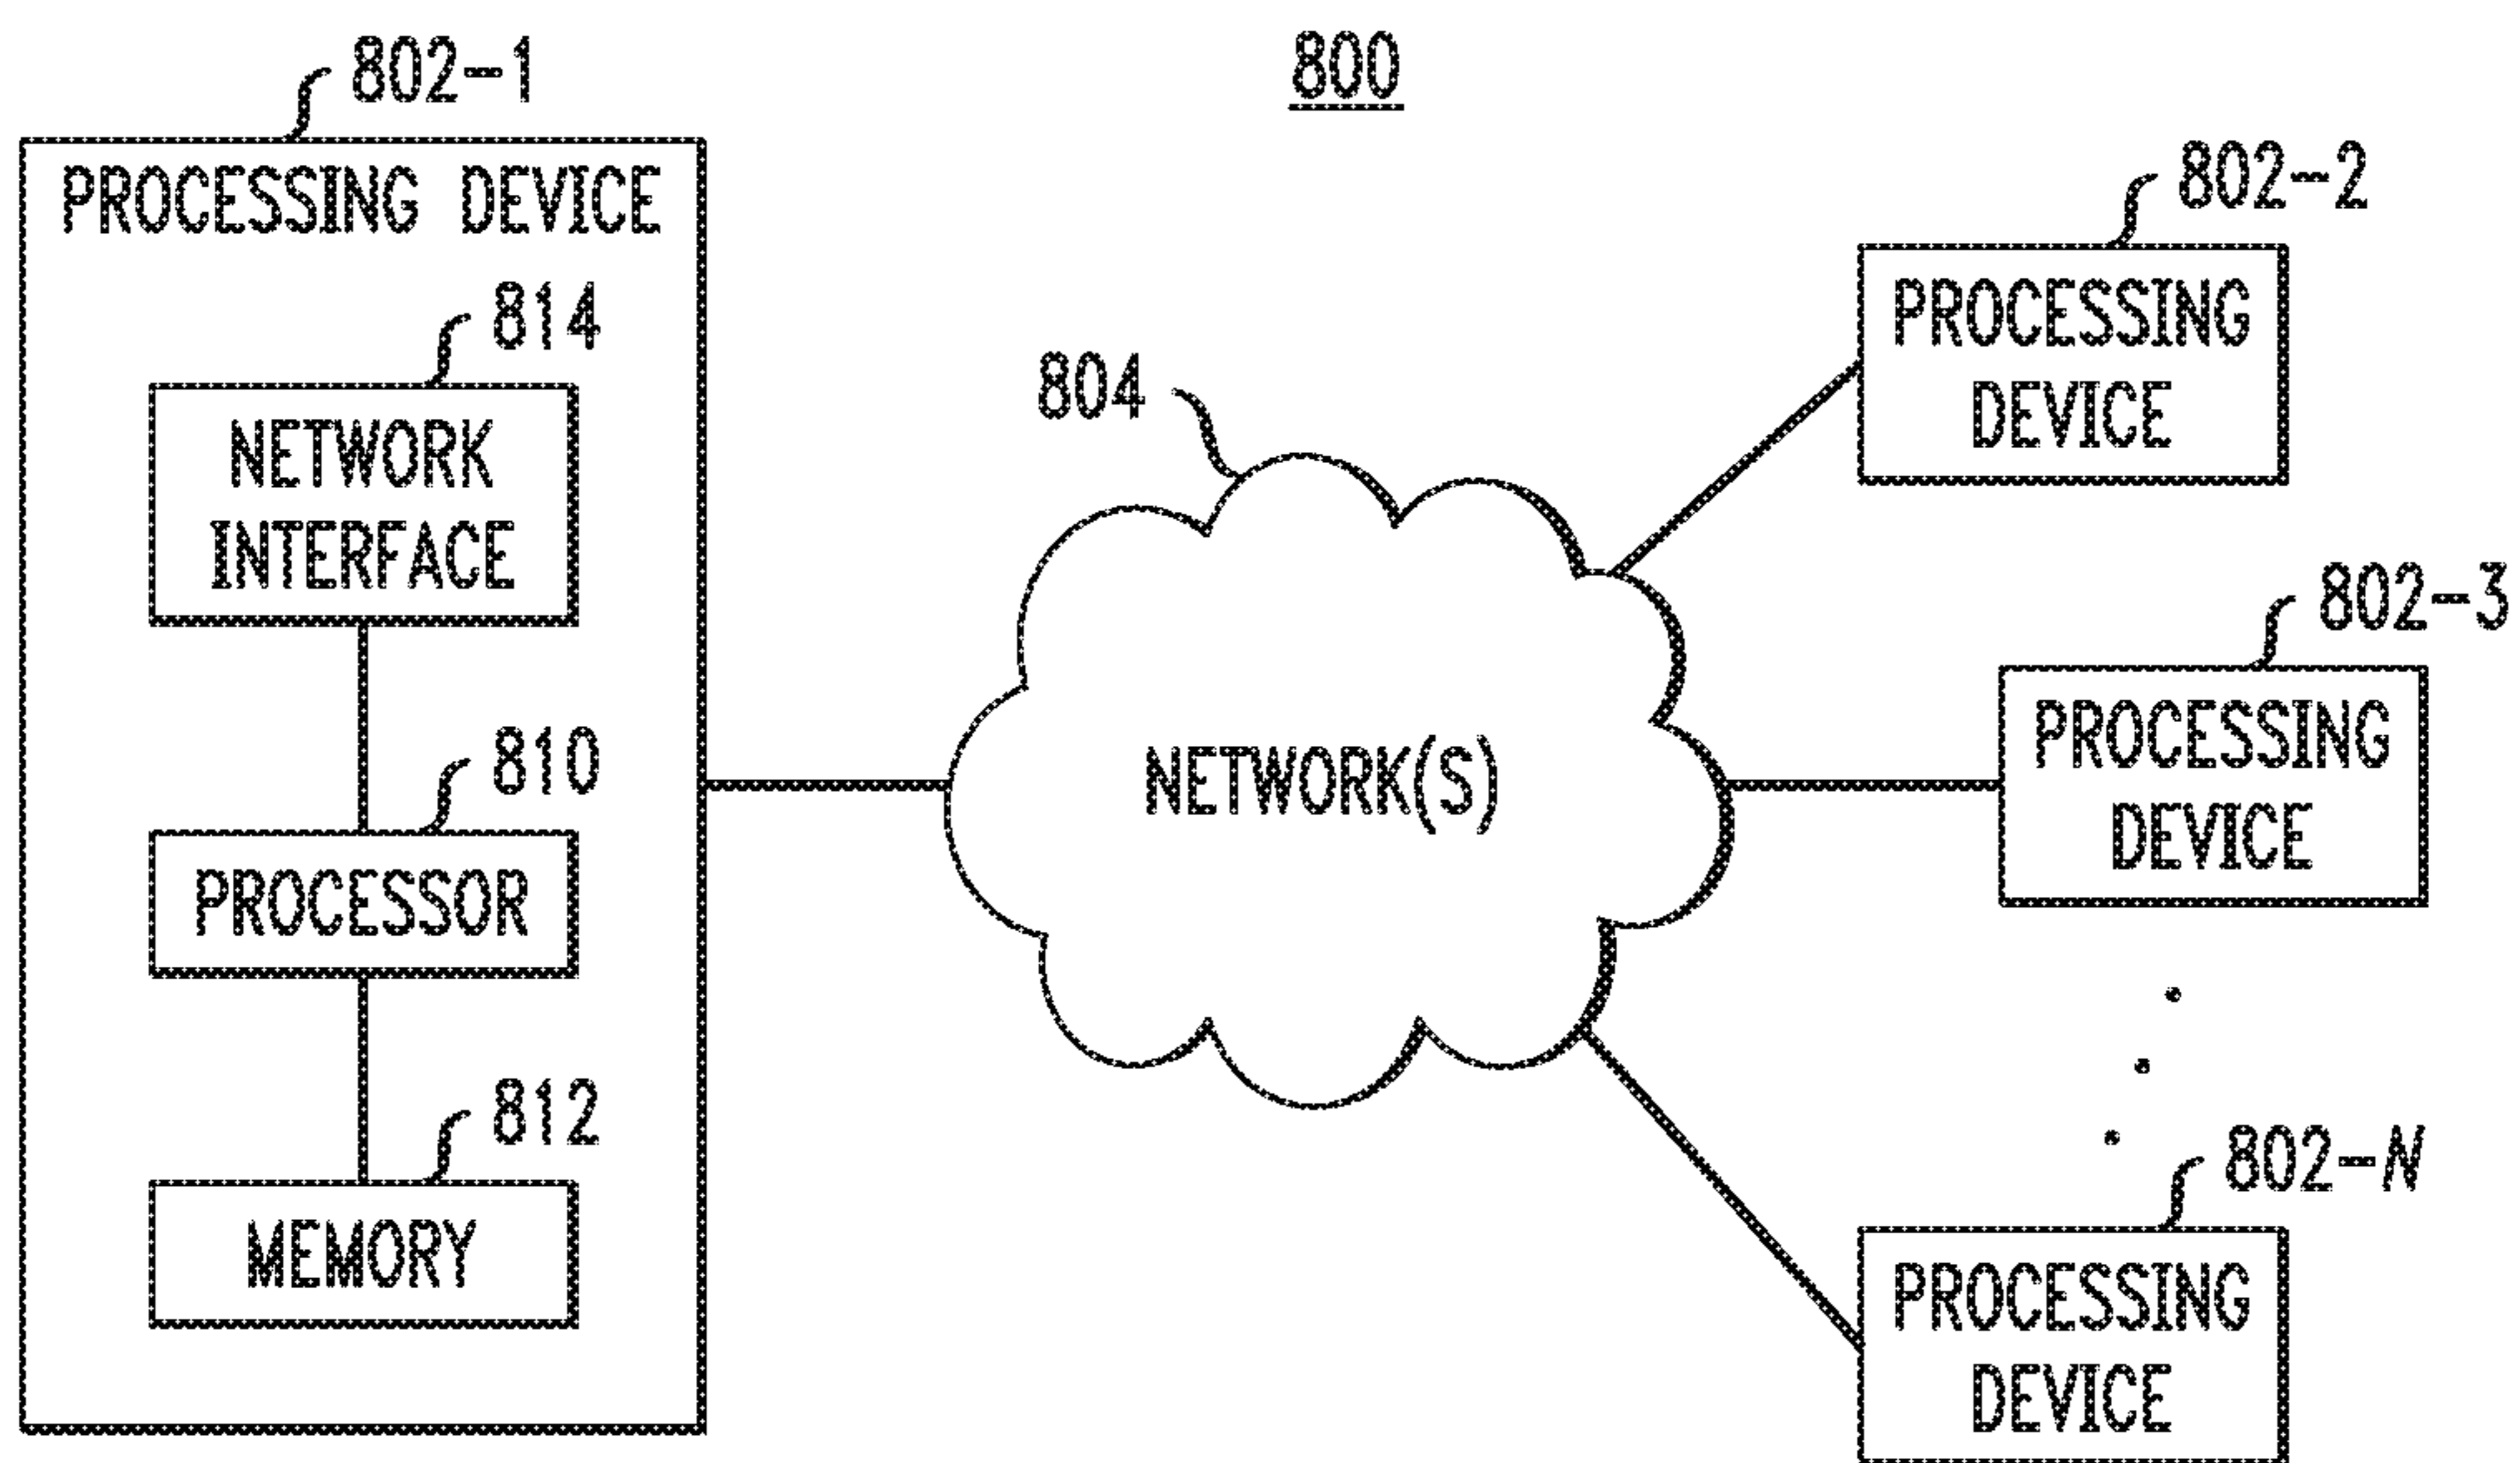 800
802-1
PROCESSING DEVICE
814
NETWORK
INTERFACE
810
PROCESSOR
812
MEMORY
804
NETWORK(S)
802-2
PROCESSING
DEVICE
802-3
PROCESSING
DEVICE
802-N
PROCESSING
DEVICE